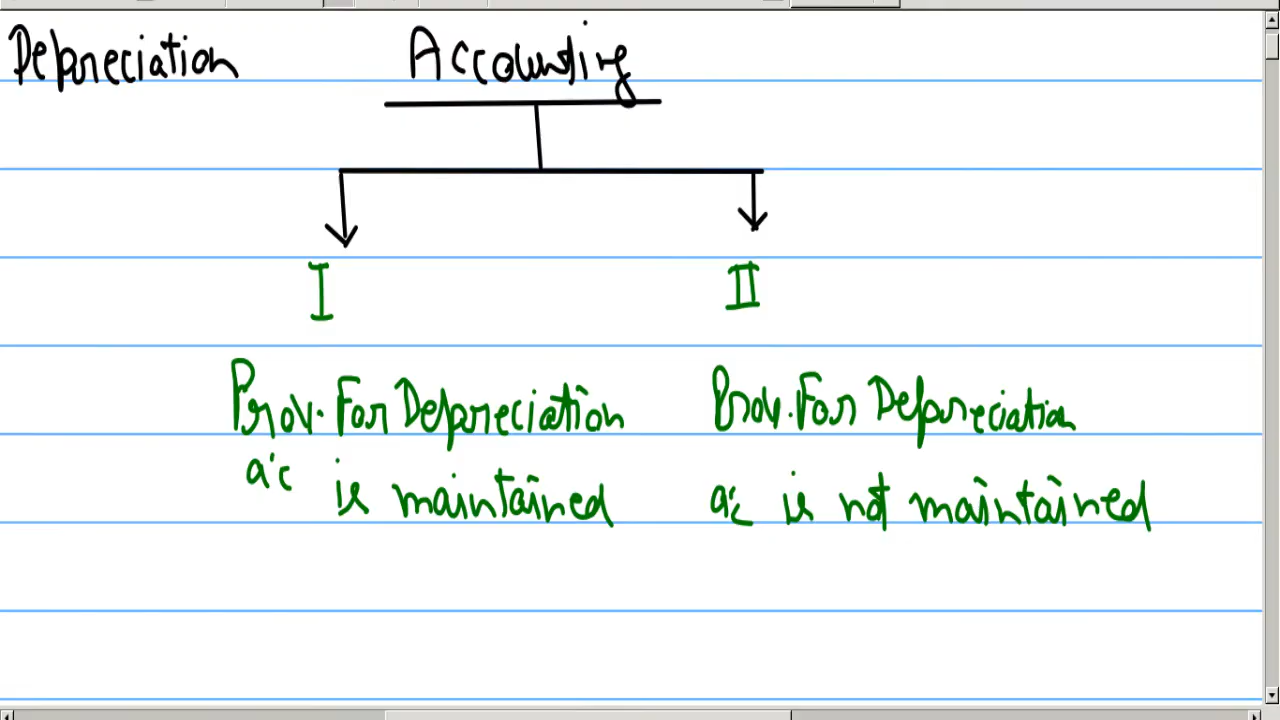 Depreciation Accounting
I
II
Prov. For Depreciation
a/c is maintained
Prov. For Depreciation
a/c is not maintained